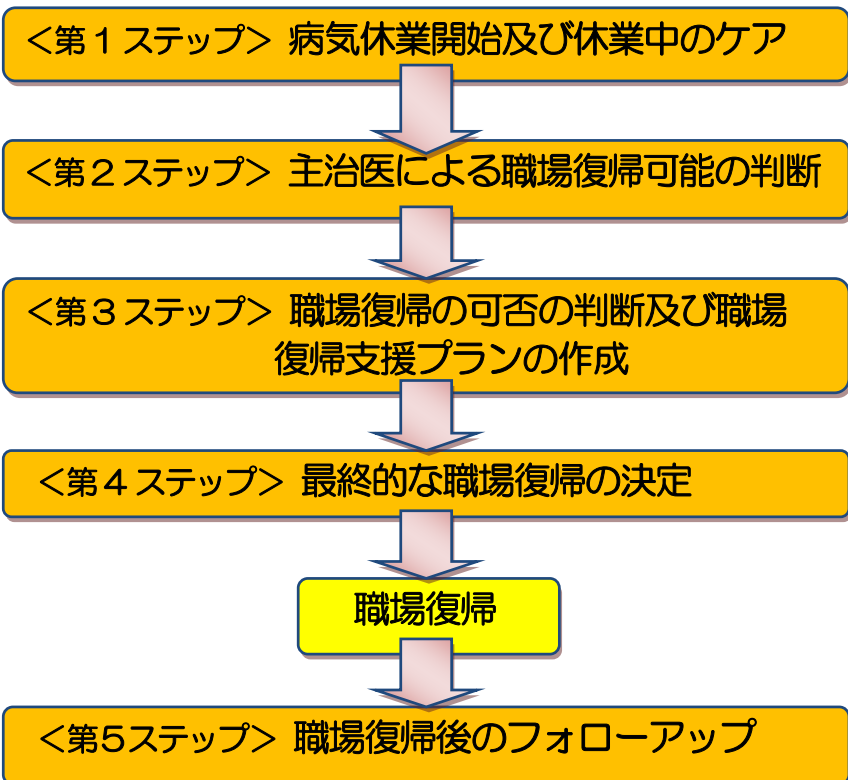 ＜第１ステップ＞ 病気休業開始及び休業中のケア
＜第２ステップ＞ 主治医による職場復帰可能の判断
＜第３ステップ＞ 職場復帰の可否の判断及び職場
復帰支援プランの作成
＜第４ステップ＞ 最終的な職場復帰の決定
職場復帰
＜第5ステップ＞ 職場復帰後のフォローアップ